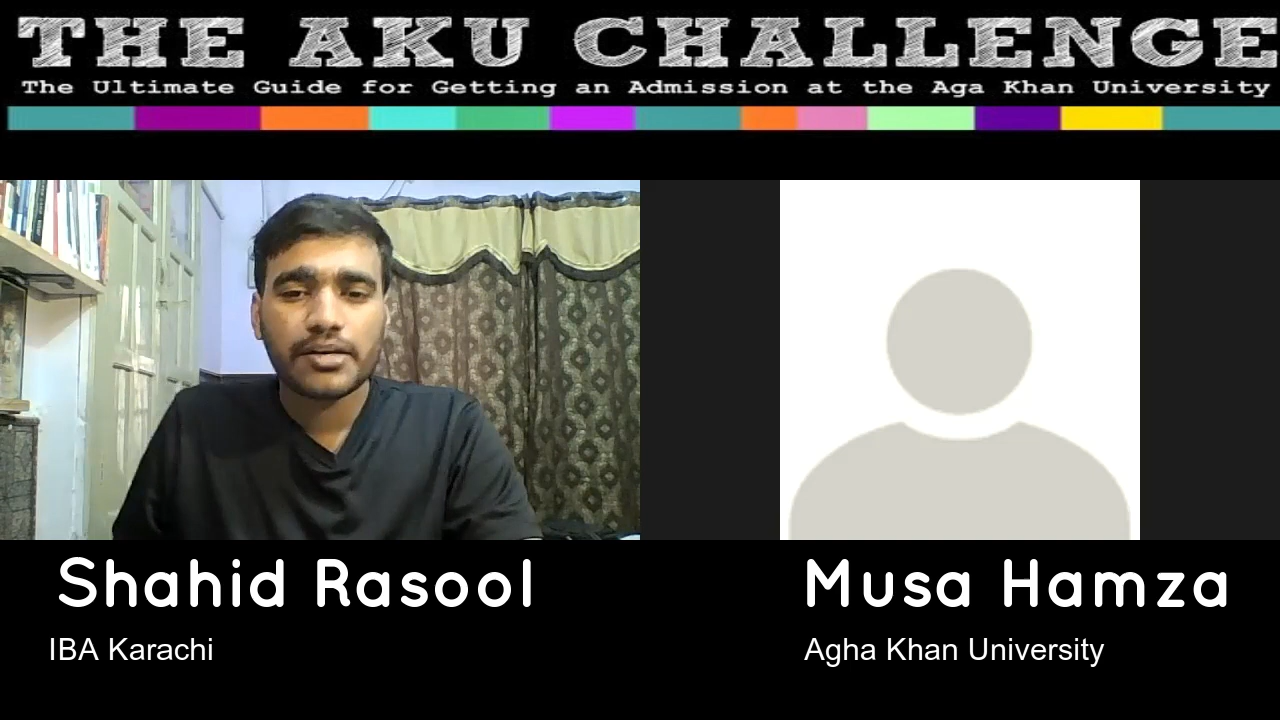 THE AKU CHALLENGE
The Ultimate Guide for Getting an Admission at the Aga Khan University
Shahid Rasool
IBA Karachi
Musa Hamza
Agha Khan University